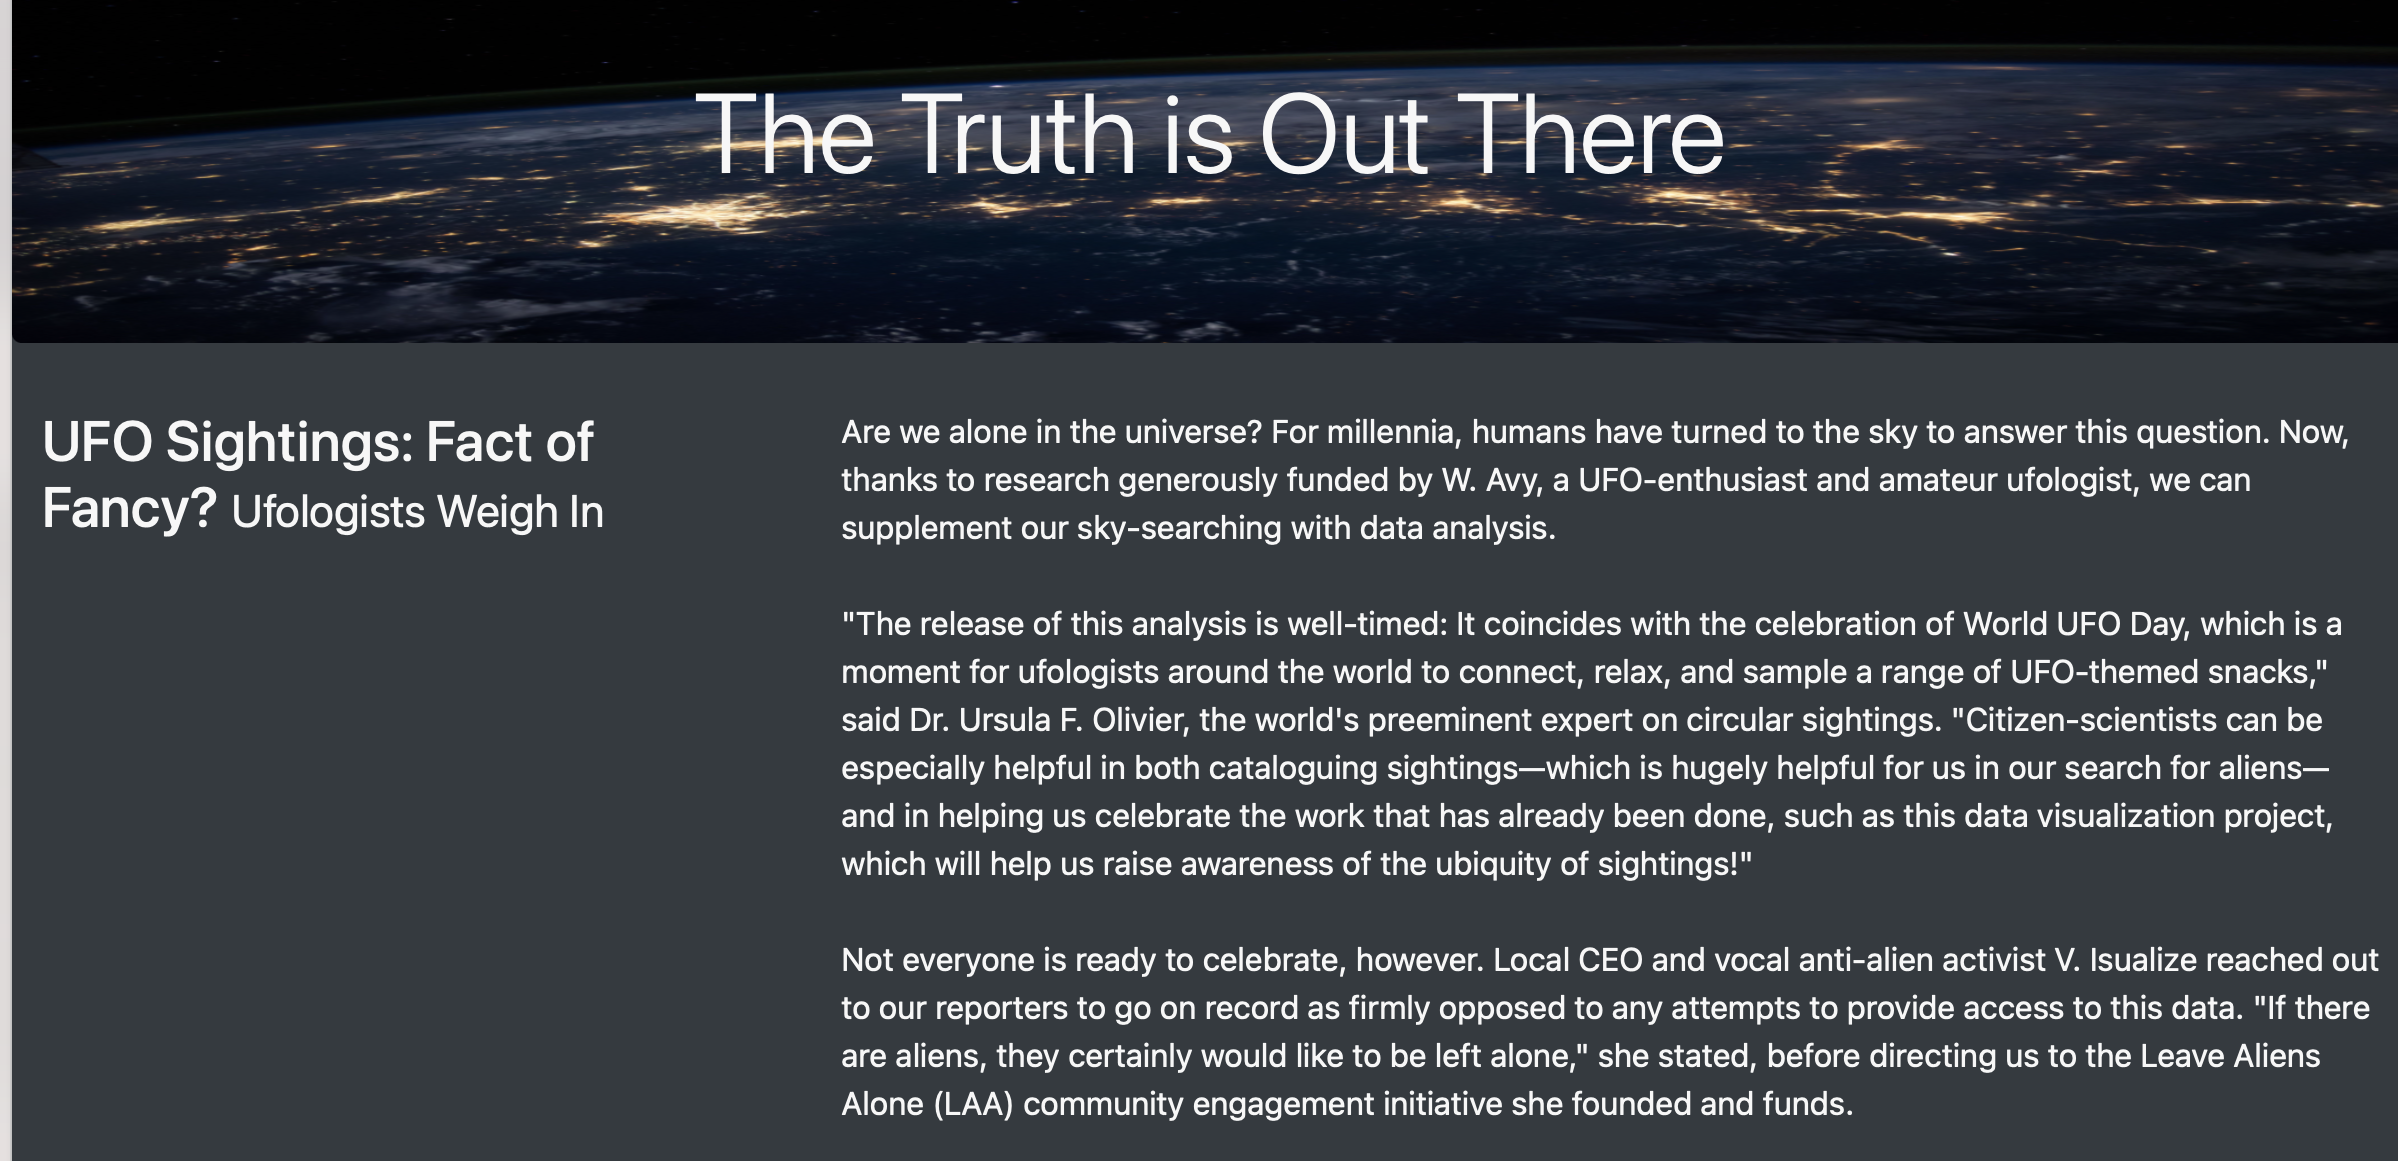 The Truth is Out There
UFO Sightings: Fact of
Fancy? Ufologists Weigh In
Are we alone in the universe? For millennia, humans have turned to the sky to answer this question. Now,
thanks to research generously funded by W. Avy, a UFO-enthusiast and amateur ufologist, we can
supplement our sky-searching with data analysis.
"The release of this analysis is well-timed: It coincides with the celebration of World UFO Day, which is a
moment for ufologists around the world to connect, relax, and sample a range of UFO-themed snacks,"
said Dr. Ursula F. Olivier, the world's preeminent expert on circular sightings. "Citizen-scientists can be
especially helpful in both cataloguing sightings—which is hugely helpful for us in our search for aliens—
and in helping us celebrate the work that has already been done, such as this data visualization project,
which will help us raise awareness of the ubiquity of sightings!"
Not everyone is ready to celebrate, however. Local CEO and vocal anti-alien activist V. Isualize reached out
to our reporters to go on record as firmly opposed to any attempts to provide access to this data. "If there
are aliens, they certainly would like to be left alone," she stated, before directing us to the Leave Aliens
Alone (LAA) community engagement initiative she founded and funds.